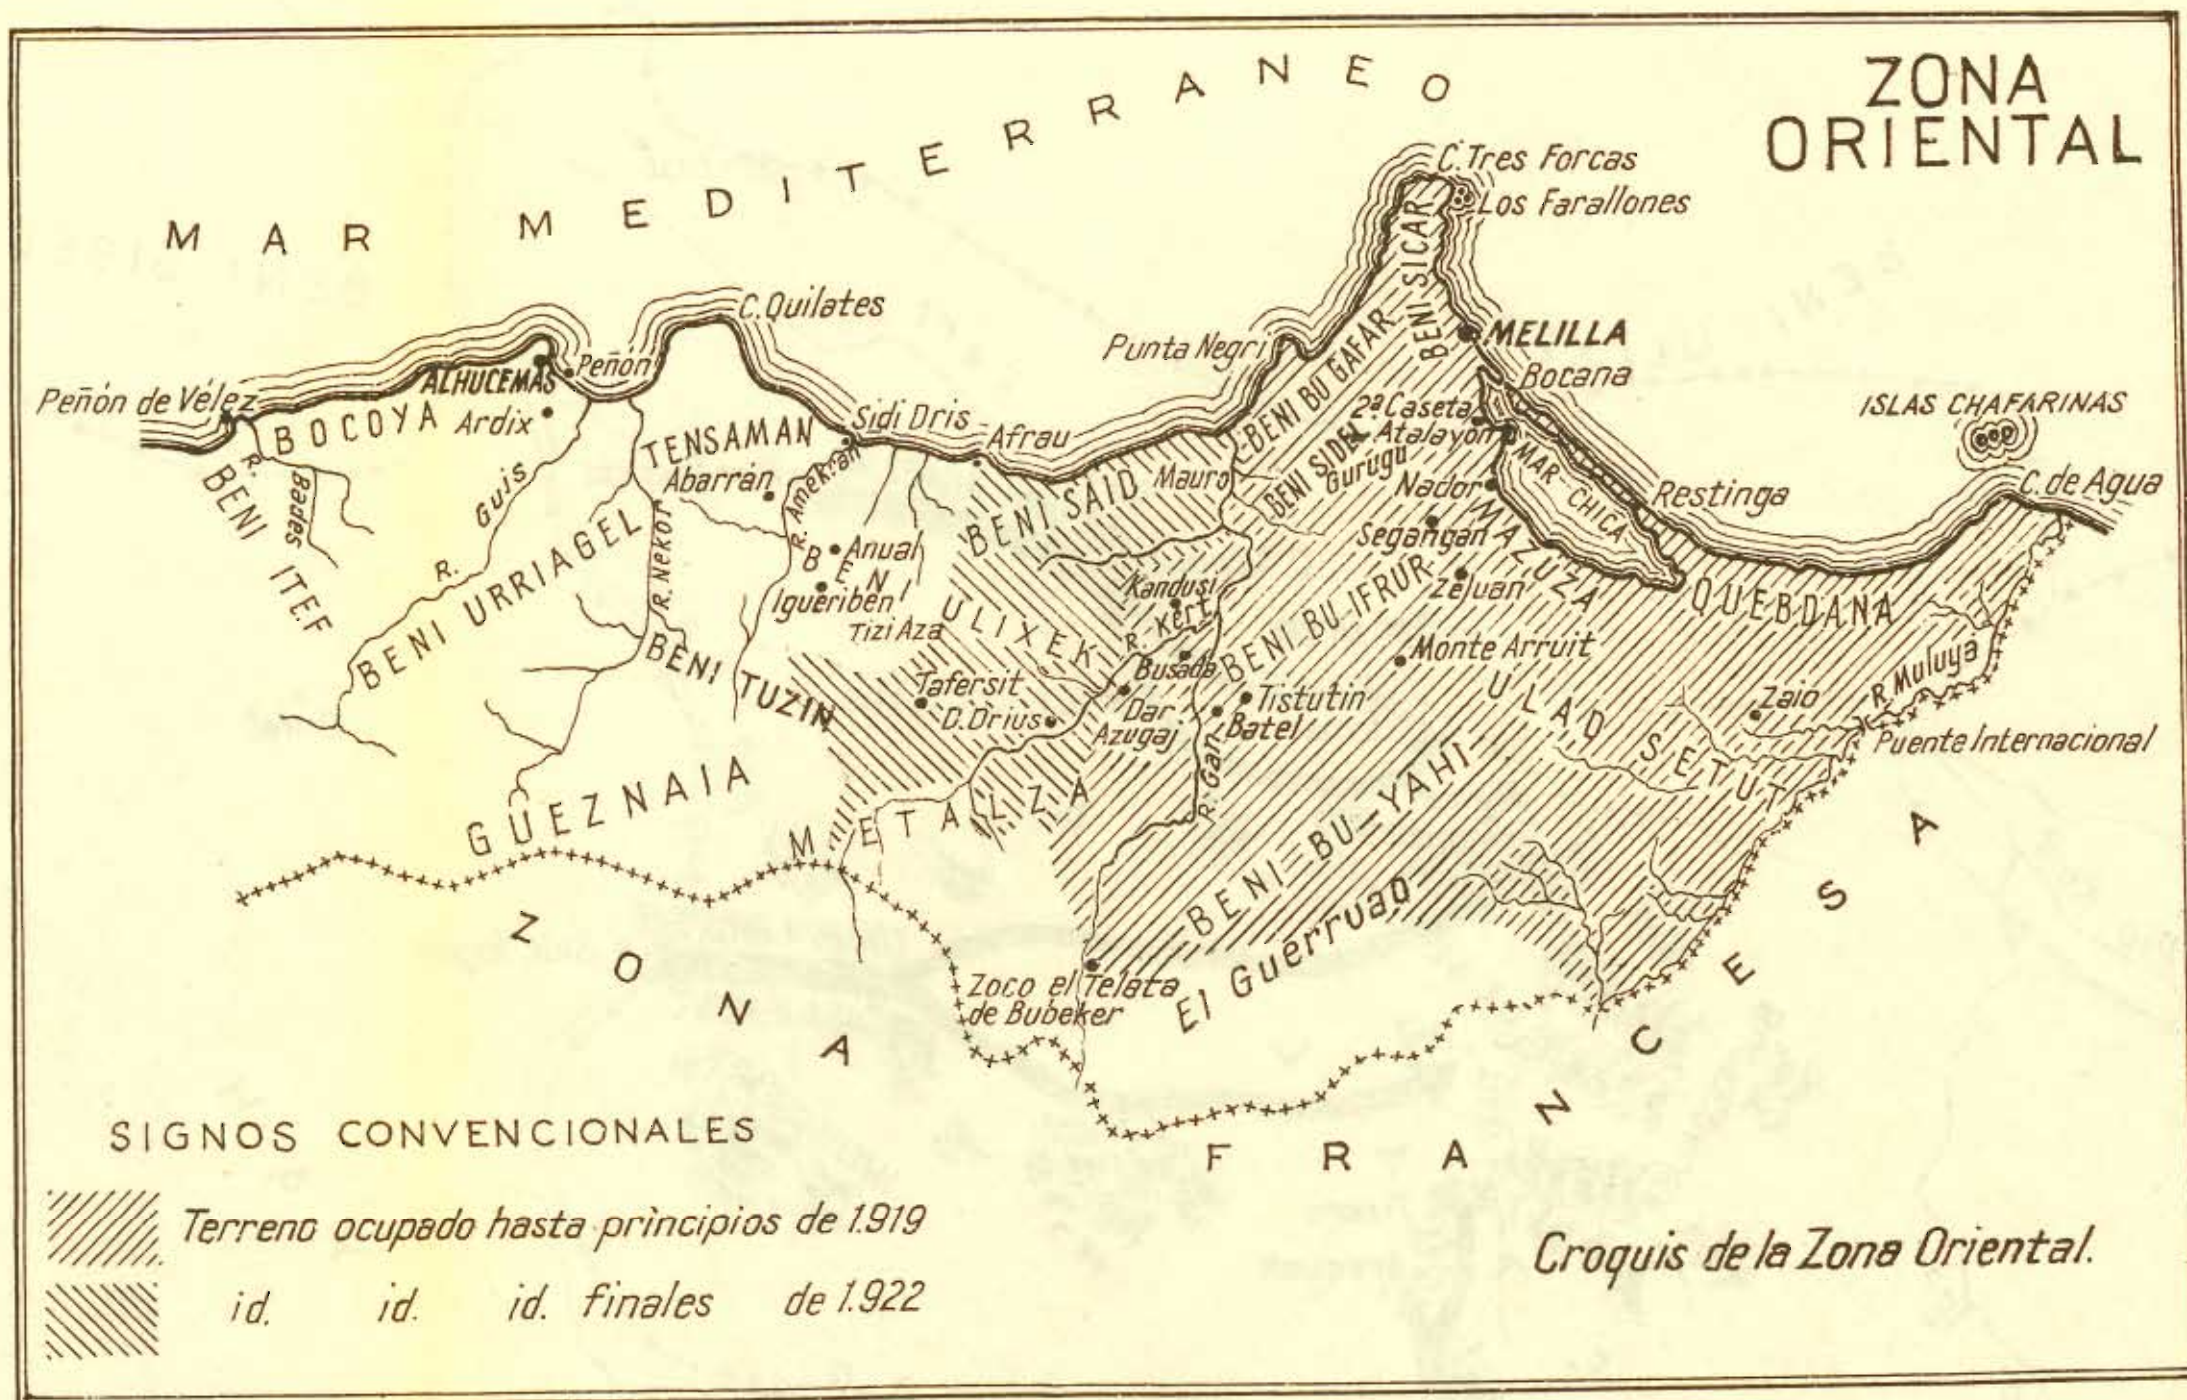 ZONA
ORIENTAL
MAR MEDITERRANEO
C. Tres Forcas
Los Farallones
BENI SICAR
C. Quilates
Punta Negri
MELILLA
BENI BU GAFAR
Peñón
ALHUCEMAS
Bocana
Peñón de Vélez
BOCOYA
Ardix
Sidi Dris
Afrau
2ª Caseta
Atalayón
ISLAS CHAFARINAS
TENSAMAN
Abarrán
R. Amekran
BENI SAID
Mauro
BENI SIDEL
Gurugu
Nador
MAR-CHICA
Restinga
C. de Agua
R. Bades
BENI ITEF
R. Guis
BENI URRIAGEL
R. Nekor
Anual
BENI
Igueriben
Tizi Aza
ULIXEK
Kandusi
R. Kert
Segangan
MAZUZA
Zeluan
QUEBDANA
BENI BU IFRUR
Monte Arruit
BENI TUZIN
Tafersit
D. Drius
Busada
Dar
Azugaj
Tistutin
Batel
R. Gan
ULAD SETUT
Zaio
R. Muluya
Puente Internacional
GUEZNAIA
METALZA
BENI-BU-YAHI
El Guerruao
Zoco el Telata
de Bubeker
ZONA FRANCESA
SIGNOS CONVENCIONALES
Terreno ocupado hasta principios de 1.919
id. id. id. finales de 1.922
Croquis de la Zona Oriental.